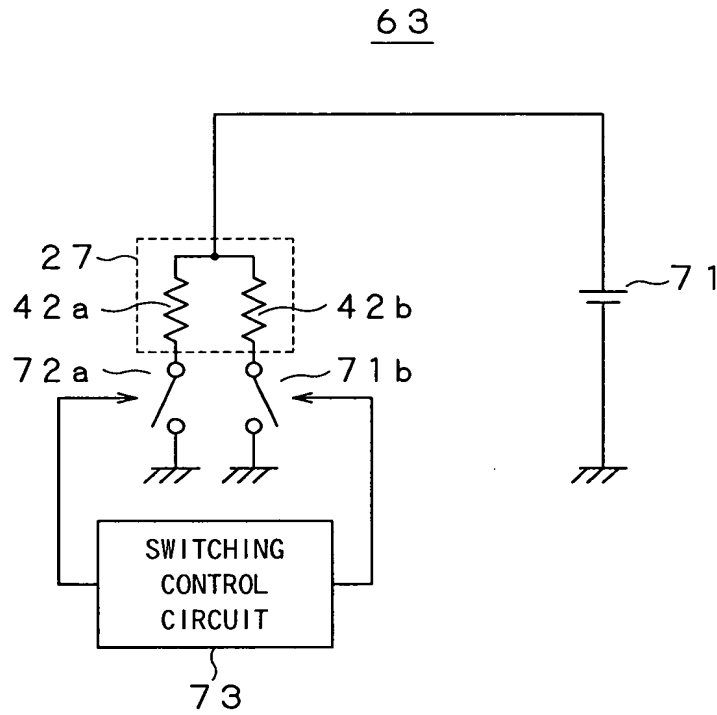 63
27
42a
42b
71
72a
71b
SWITCHING
CONTROL
CIRCUIT
73